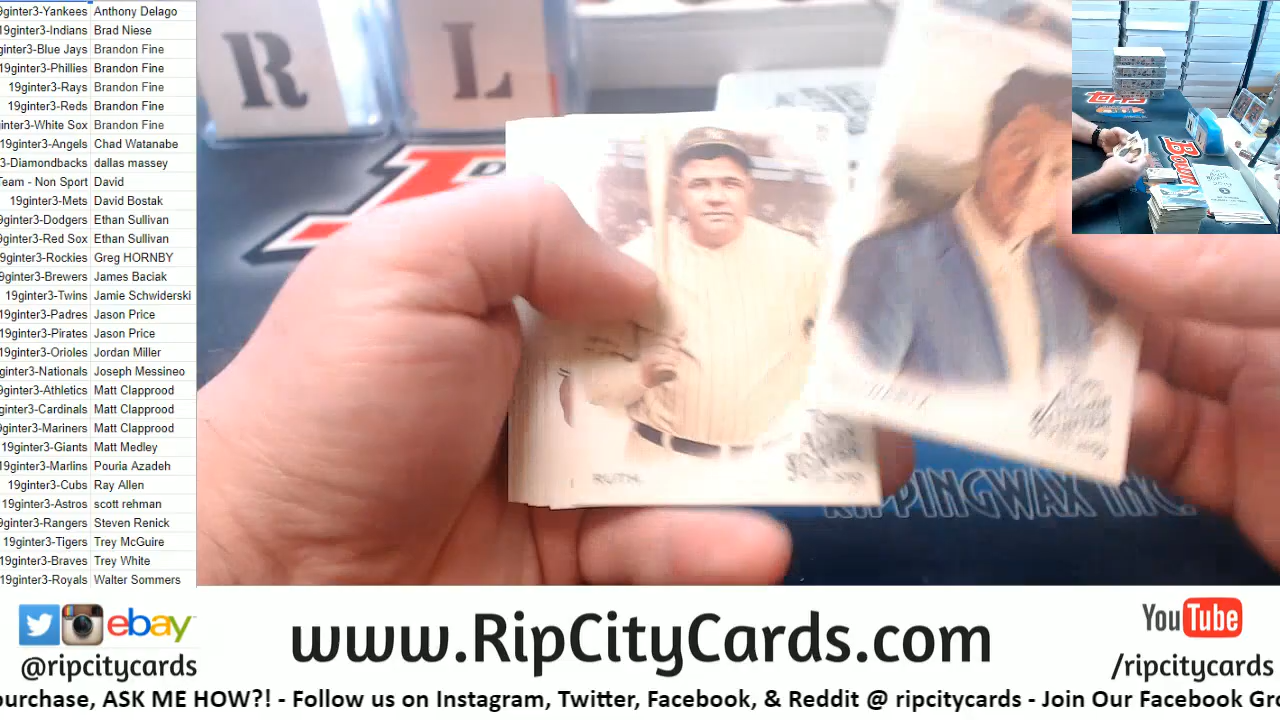 9ginter3-Yankees Anthony Delago
19ginter3-Indians Brad Niese
ginter3-Blue Jays Brandon Fine
ginter3-Phillies Brandon Fine
19ginter3-Rays Brandon Fine
19ginter3-Reds Brandon Fine
ginter3-White Sox Brandon Fine
9ginter3-Angels Chad Watanabe
3-Diamondbacks dallas massey
Team - Non Sport David
19ginter3-Mets David Bostak
9ginter3-Dodgers Ethan Sullivan
9ginter3-Red Sox Ethan Sullivan
9ginter3-Rockies Greg HORNBY
9ginter3-Brewers James Baciak
19ginter3-Twins Jamie Schwiderski
19ginter3-Padres Jason Price
19ginter3-Pirates Jason Price
19ginter3-Orioles Jordan Miller
ginter3-Nationals Joseph Messineo
9ginter3-Athletics Matt Clapprood
ginter3-Cardinals Matt Clapprood
ginter3-Mariners Matt Clapprood
19ginter3-Giants Matt Medley
19ginter3-Marlins Pouria Azadeh
19ginter3-Cubs Ray Allen
19ginter3-Astros scott rehman
9ginter3-Rangers Steven Renick
19ginter3-Tigers Trey McGuire
19ginter3-Braves Trey White
19ginter3-Royals Walter Sommers
R L
Topps
RUTH
RIPPINGWAX INC.
ebay
@ripcitycards
www.RipCityCards.com
YouTube
/ripcitycards
purchase, ASK ME HOW?! - Follow us on Instagram, Twitter, Facebook, & Reddit @ ripcitycards - Join Our Facebook Gro